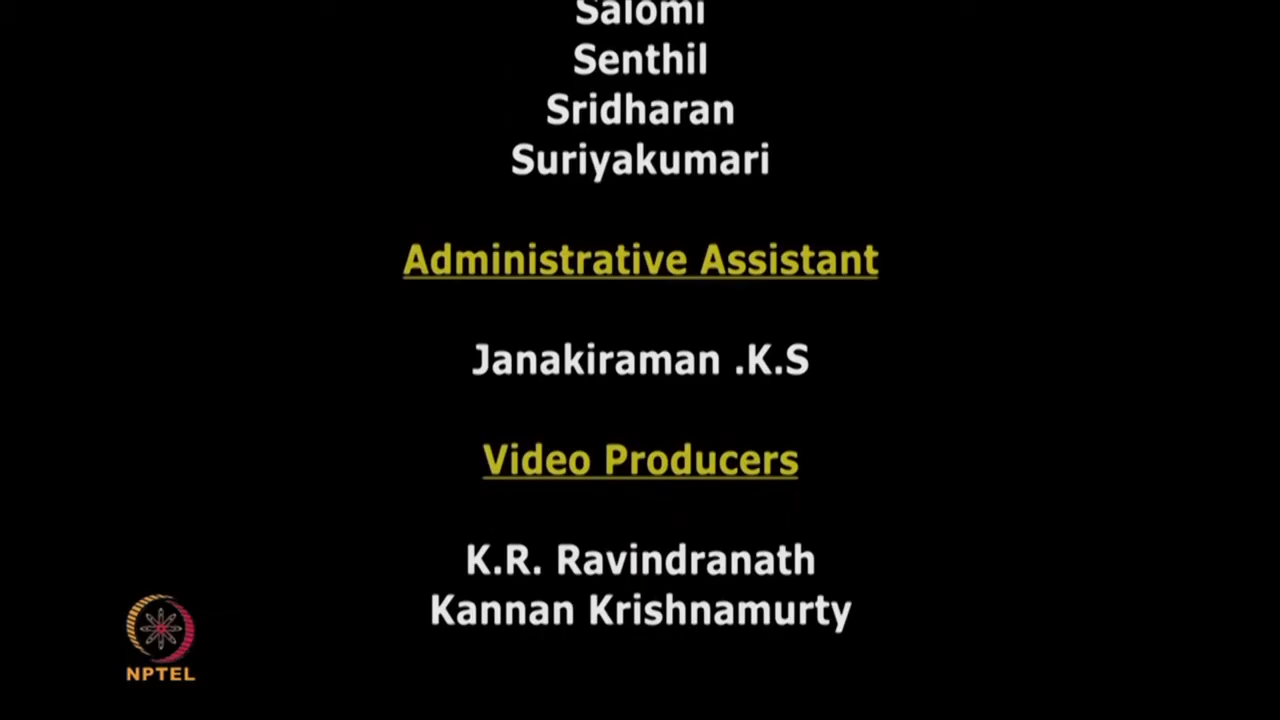 Salomi
Senthil
Sridharan
Suriyakumari
Administrative Assistant
Janakiraman .K.S
Video Producers
K.R. Ravindranath
Kannan Krishnamurty
NPTEL